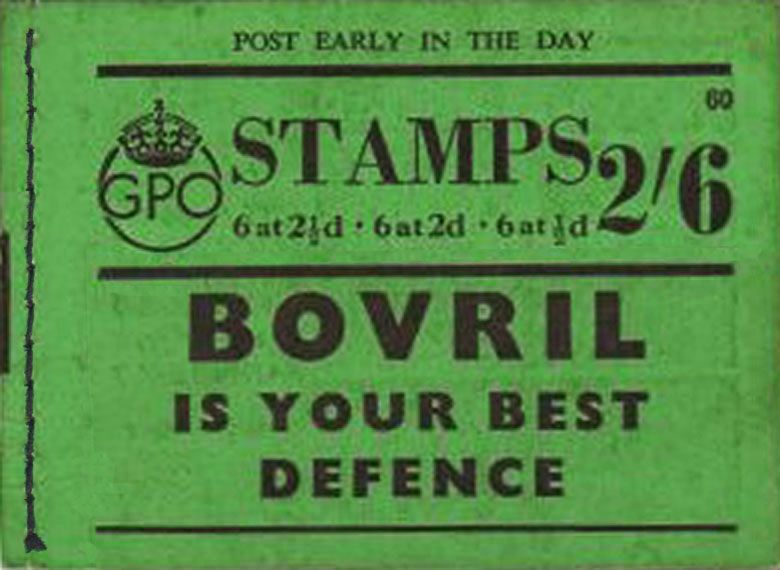 POST EARLY IN THE DAY
60
STAMPS 2/6
GPO
6 at 2½d · 6 at 2d · 6 at ½d
BOVRIL
IS YOUR BEST
DEFENCE